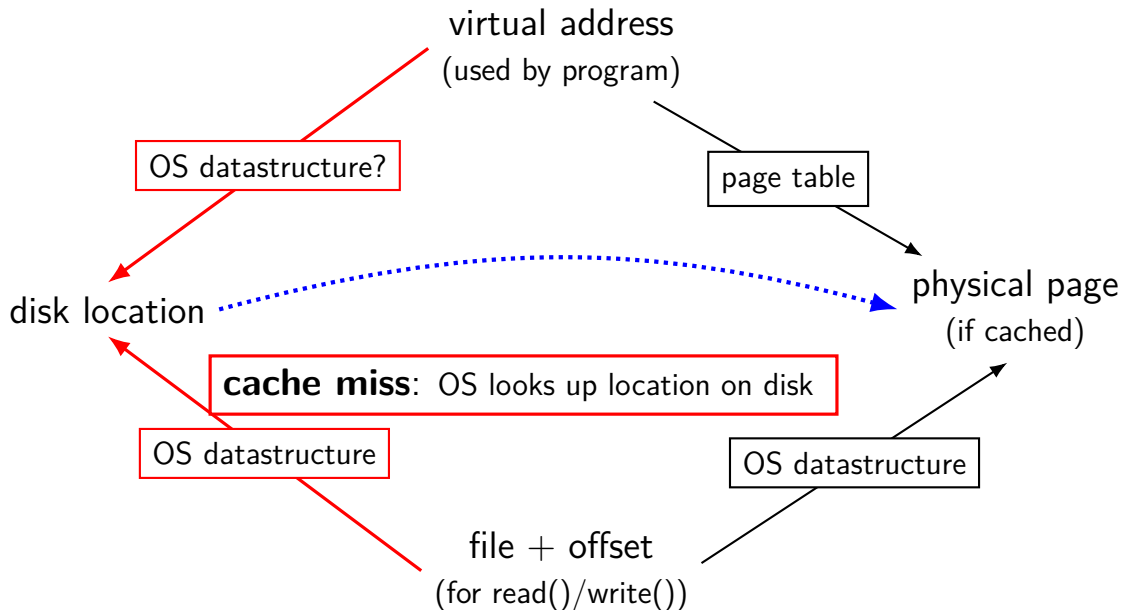 virtual address
(used by program)
OS datastructure?
page table
disk location
physical page
(if cached)
cache miss: OS looks up location on disk
OS datastructure
OS datastructure
file + offset
(for read()/write())